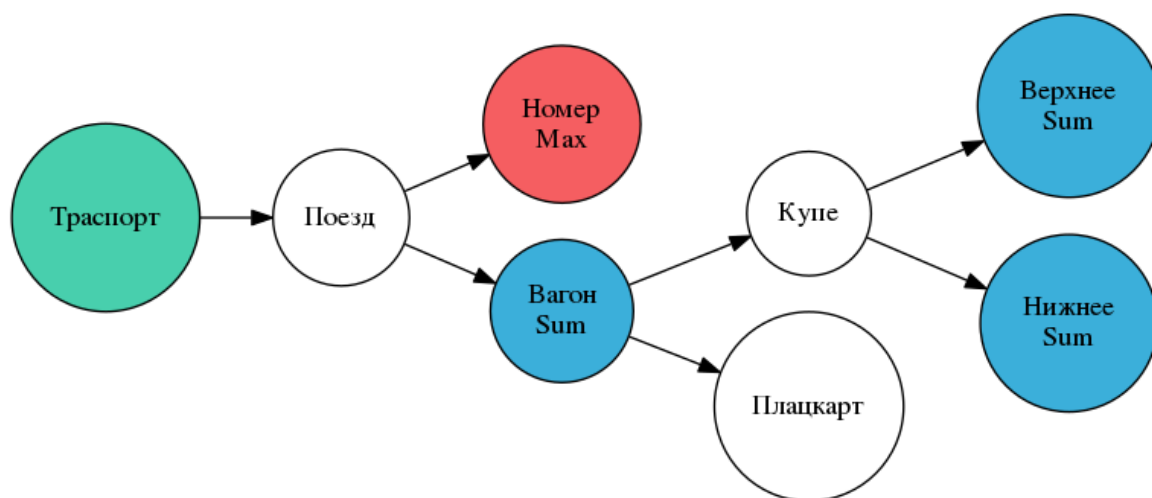 Траспорт
Поезд
Номер
Max
Вагон
Sum
Купе
Плацкарт
Верхнее
Sum
Нижнее
Sum